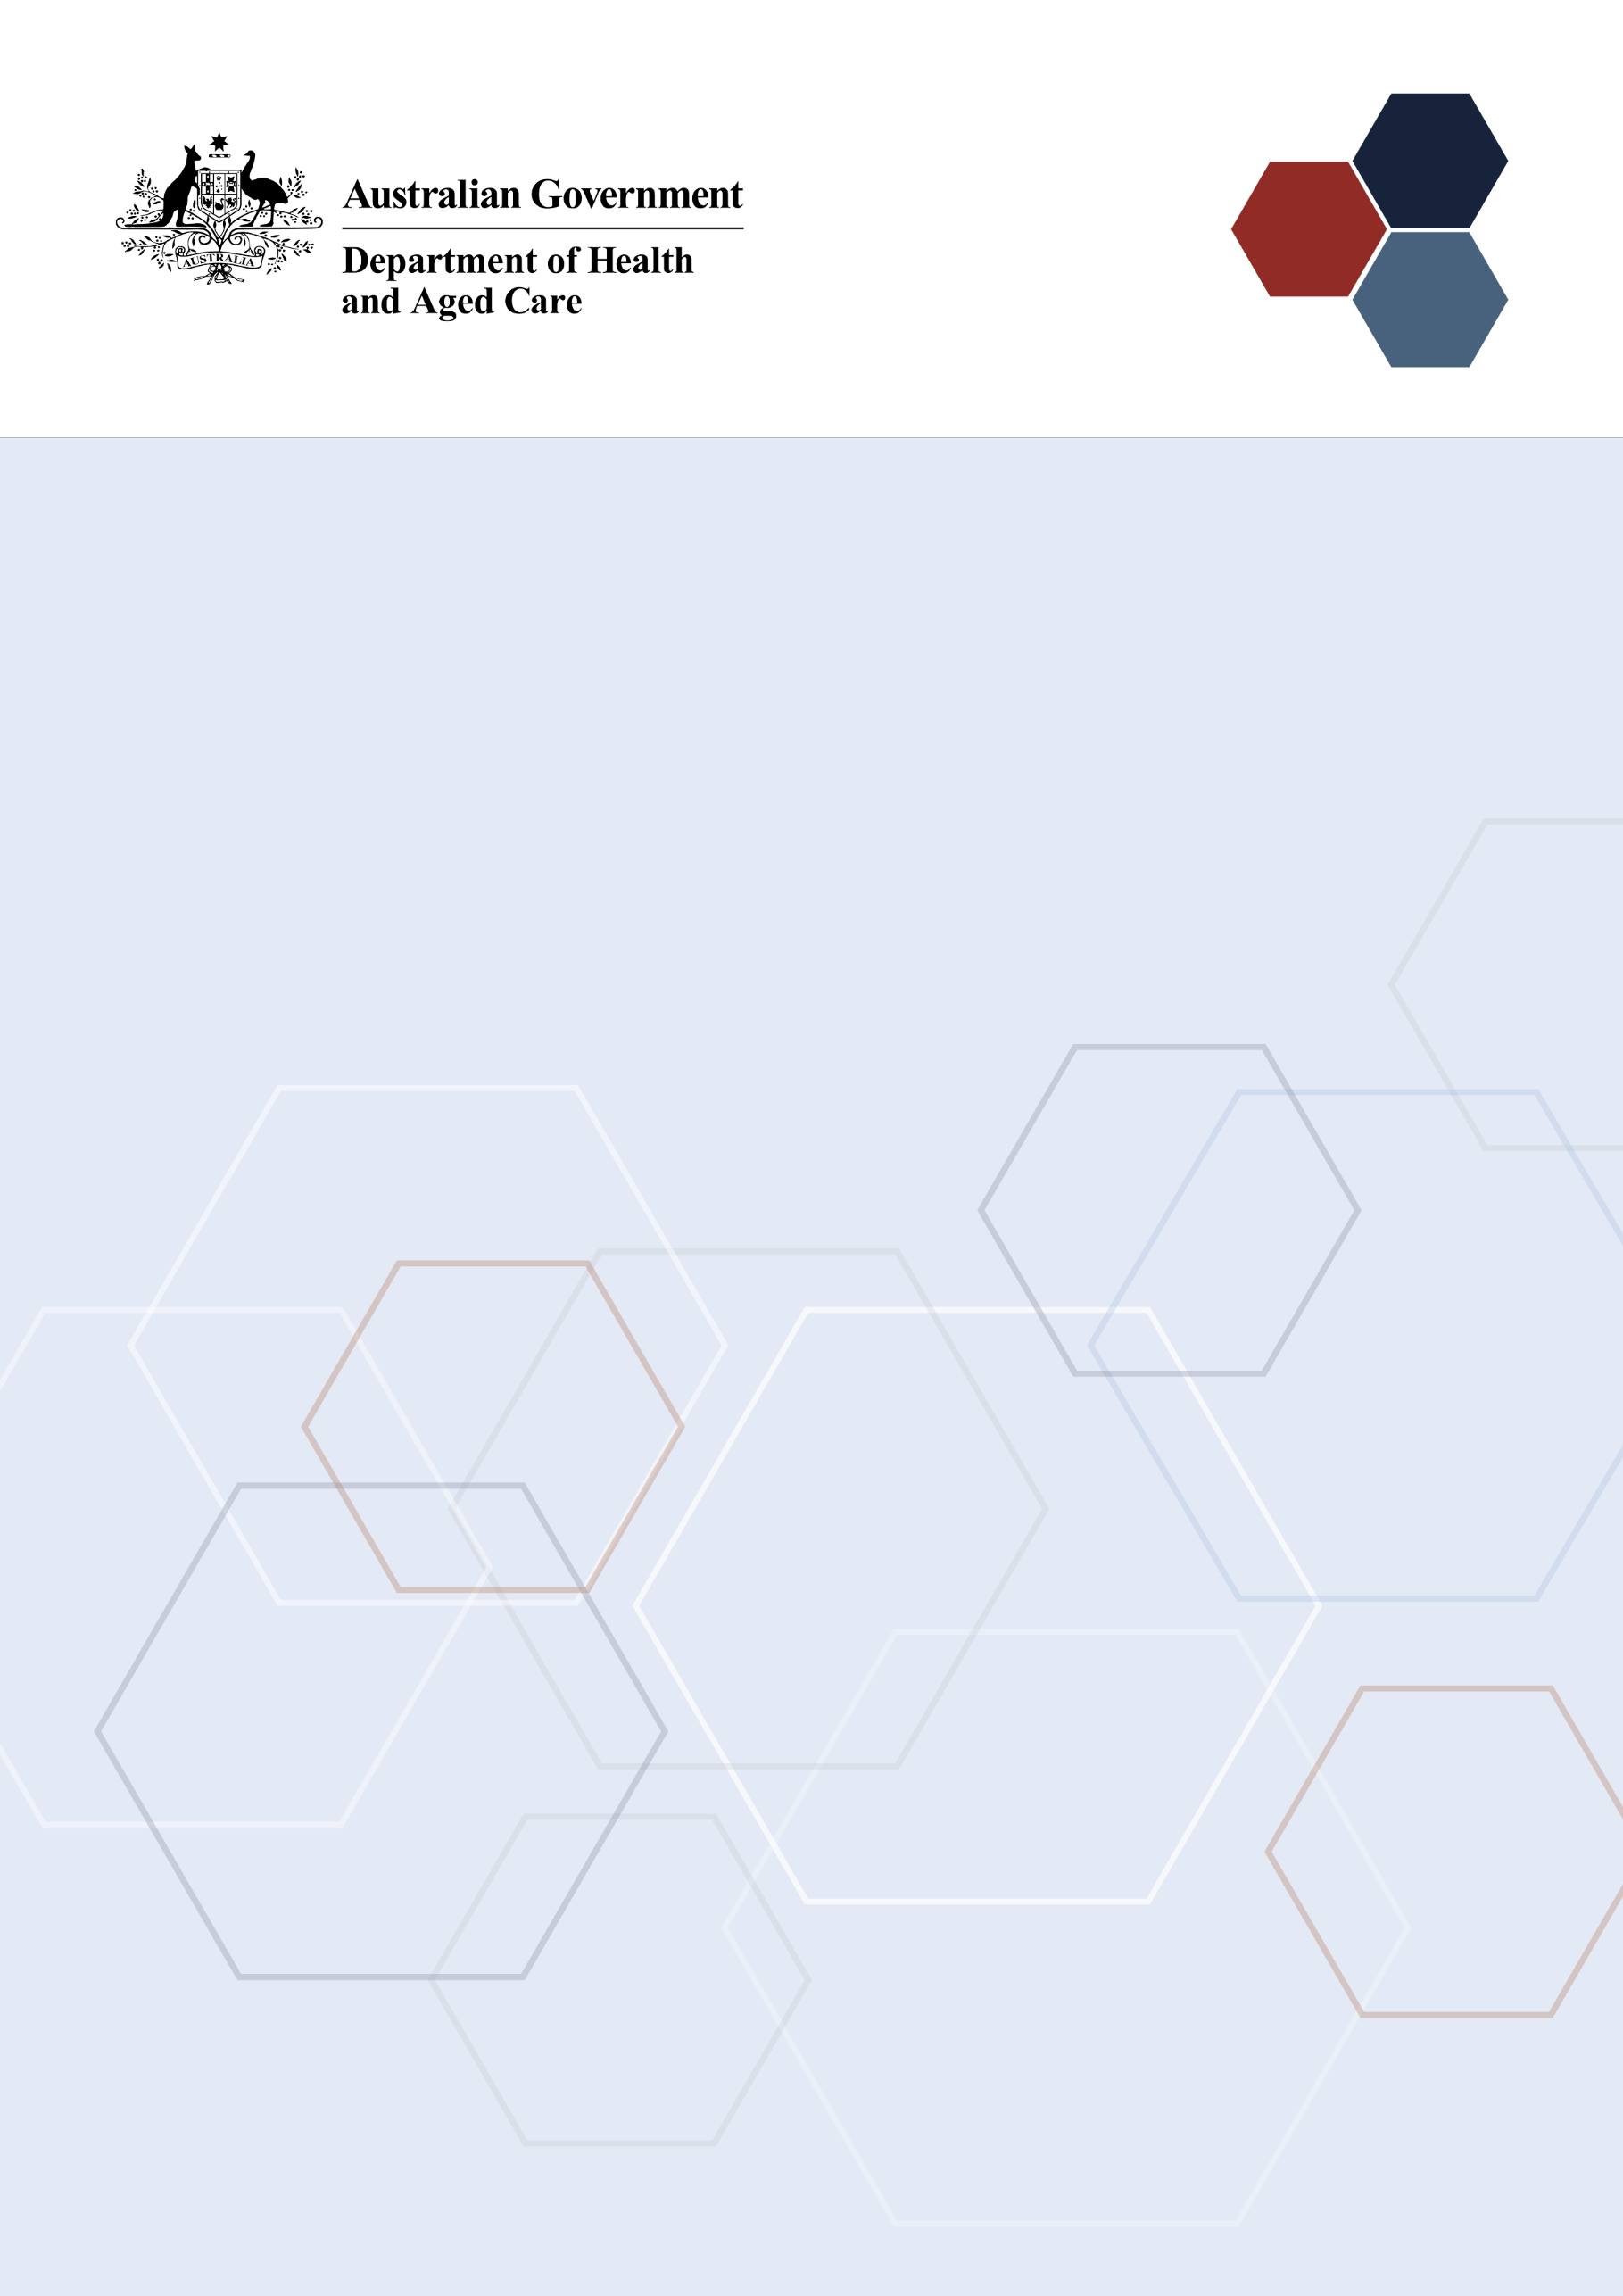 Australian Government
Department of Health
and Aged Care
AUSTRALIA